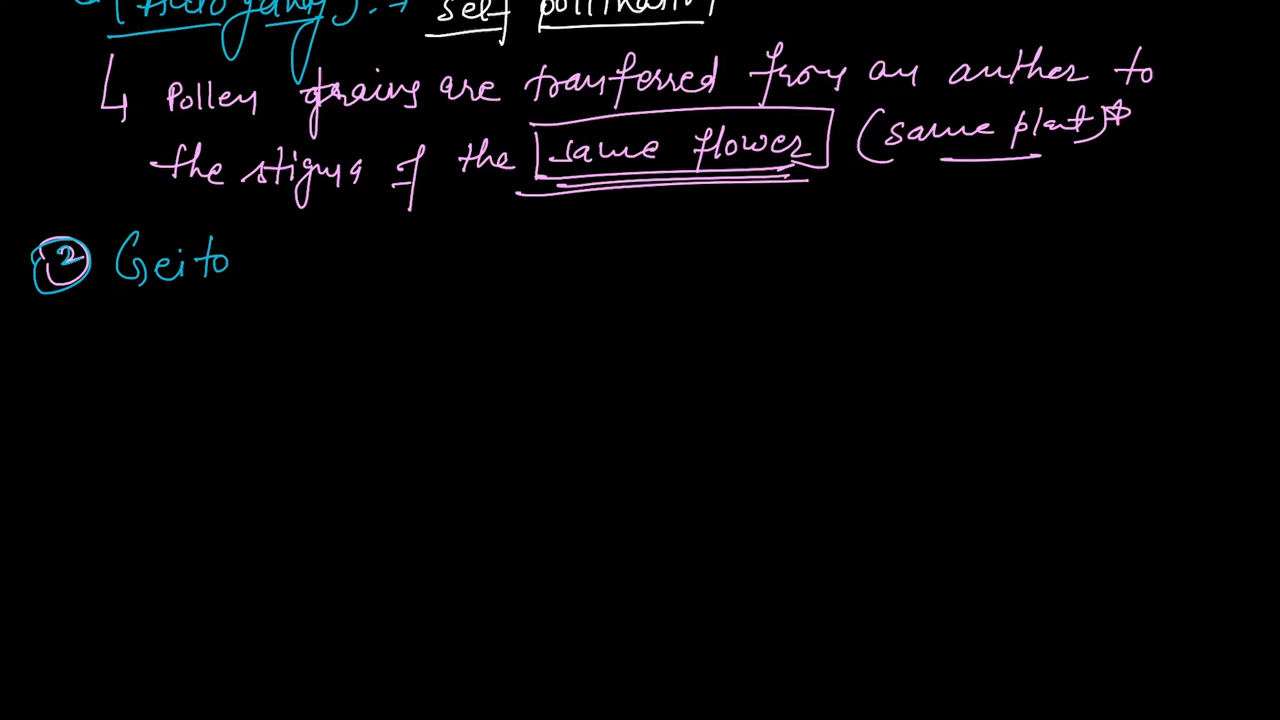 (Autogamy) :→ self pollination
↳ Pollen grains are transferred from an anther to
the stigma of the same flower (same plant)*
② Geito